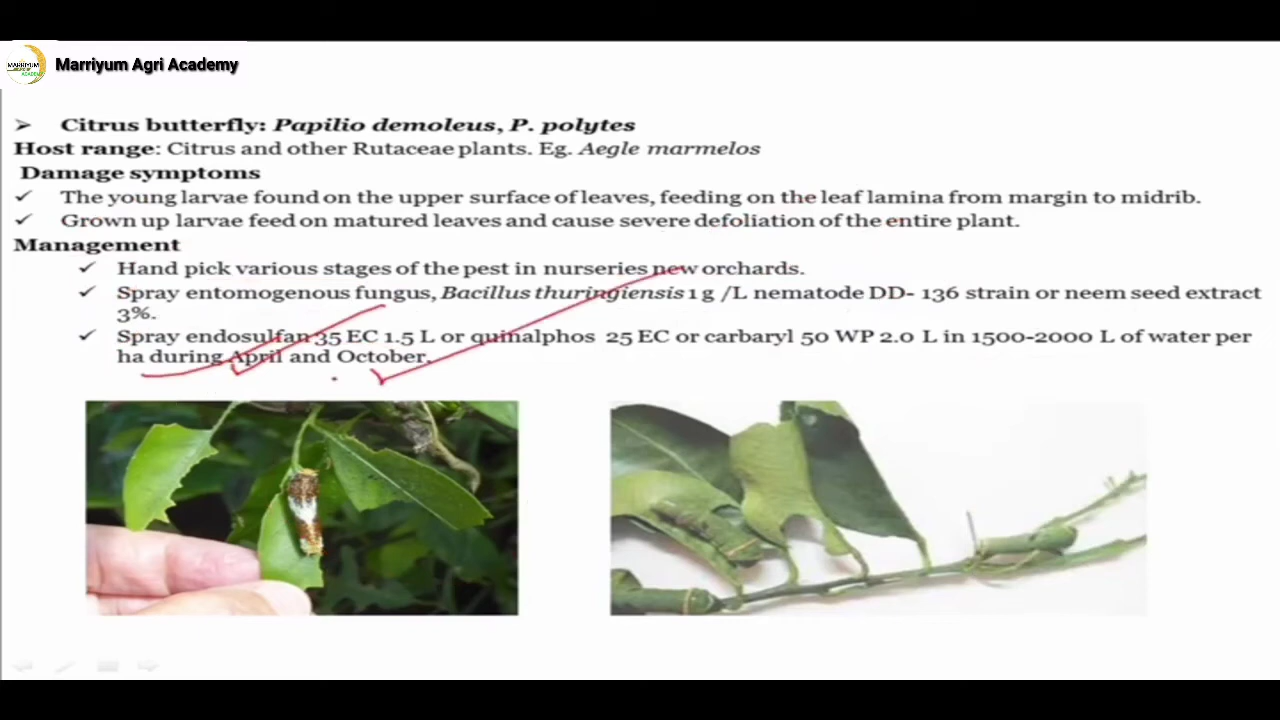 MARRIYUM
ACADEMY
Marriyum Agri Academy
➤ Citrus butterfly: Papilio demoleus, P. polytes
Host range: Citrus and other Rutaceae plants. Eg. Aegle marmelos
Damage symptoms
✓ The young larvae found on the upper surface of leaves, feeding on the leaf lamina from margin to midrib.
✓ Grown up larvae feed on matured leaves and cause severe defoliation of the entire plant.
Management
✓ Hand pick various stages of the pest in nurseries new orchards.
✓ Spray entomogenous fungus, Bacillus thuringiensis 1 g /L nematode DD- 136 strain or neem seed extract
3%.
✓ Spray endosulfan 35 EC 1.5 L or quinalphos 25 EC or carbaryl 50 WP 2.0 L in 1500-2000 L of water per
ha during April and October.